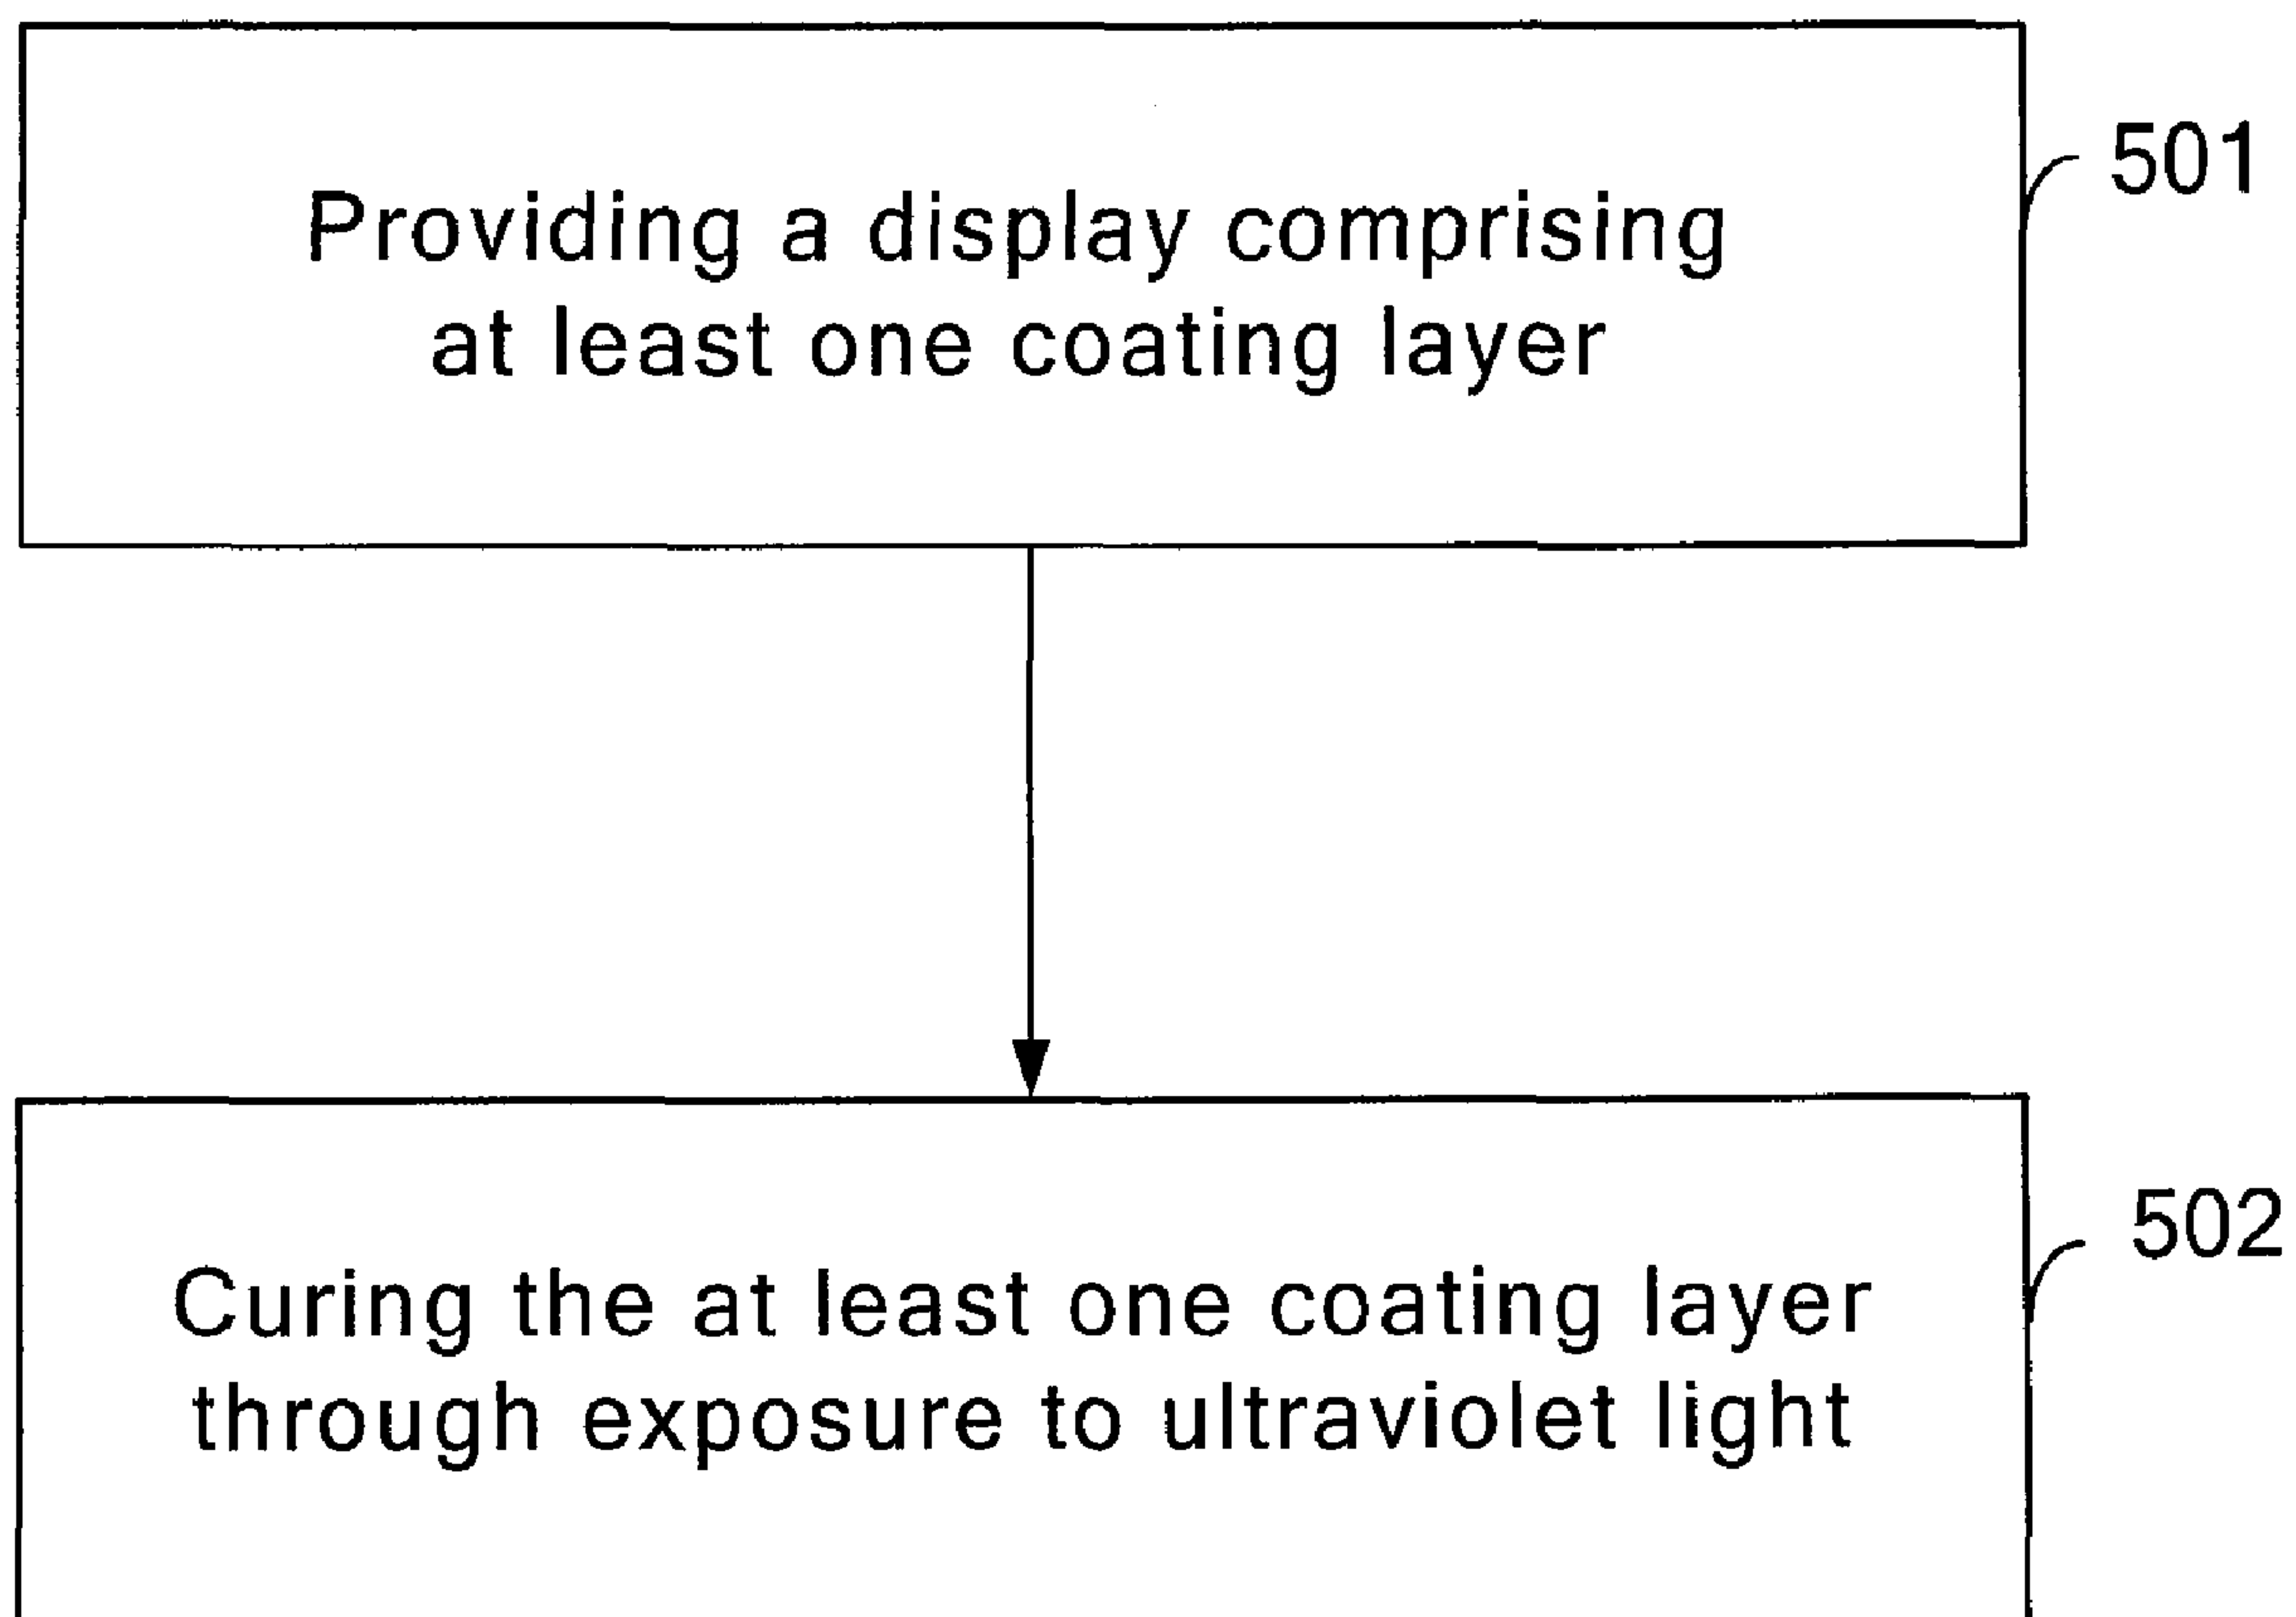 Providing a display comprising
at least one coating layer
501
Curing the at least one coating layer
through exposure to ultraviolet light
502